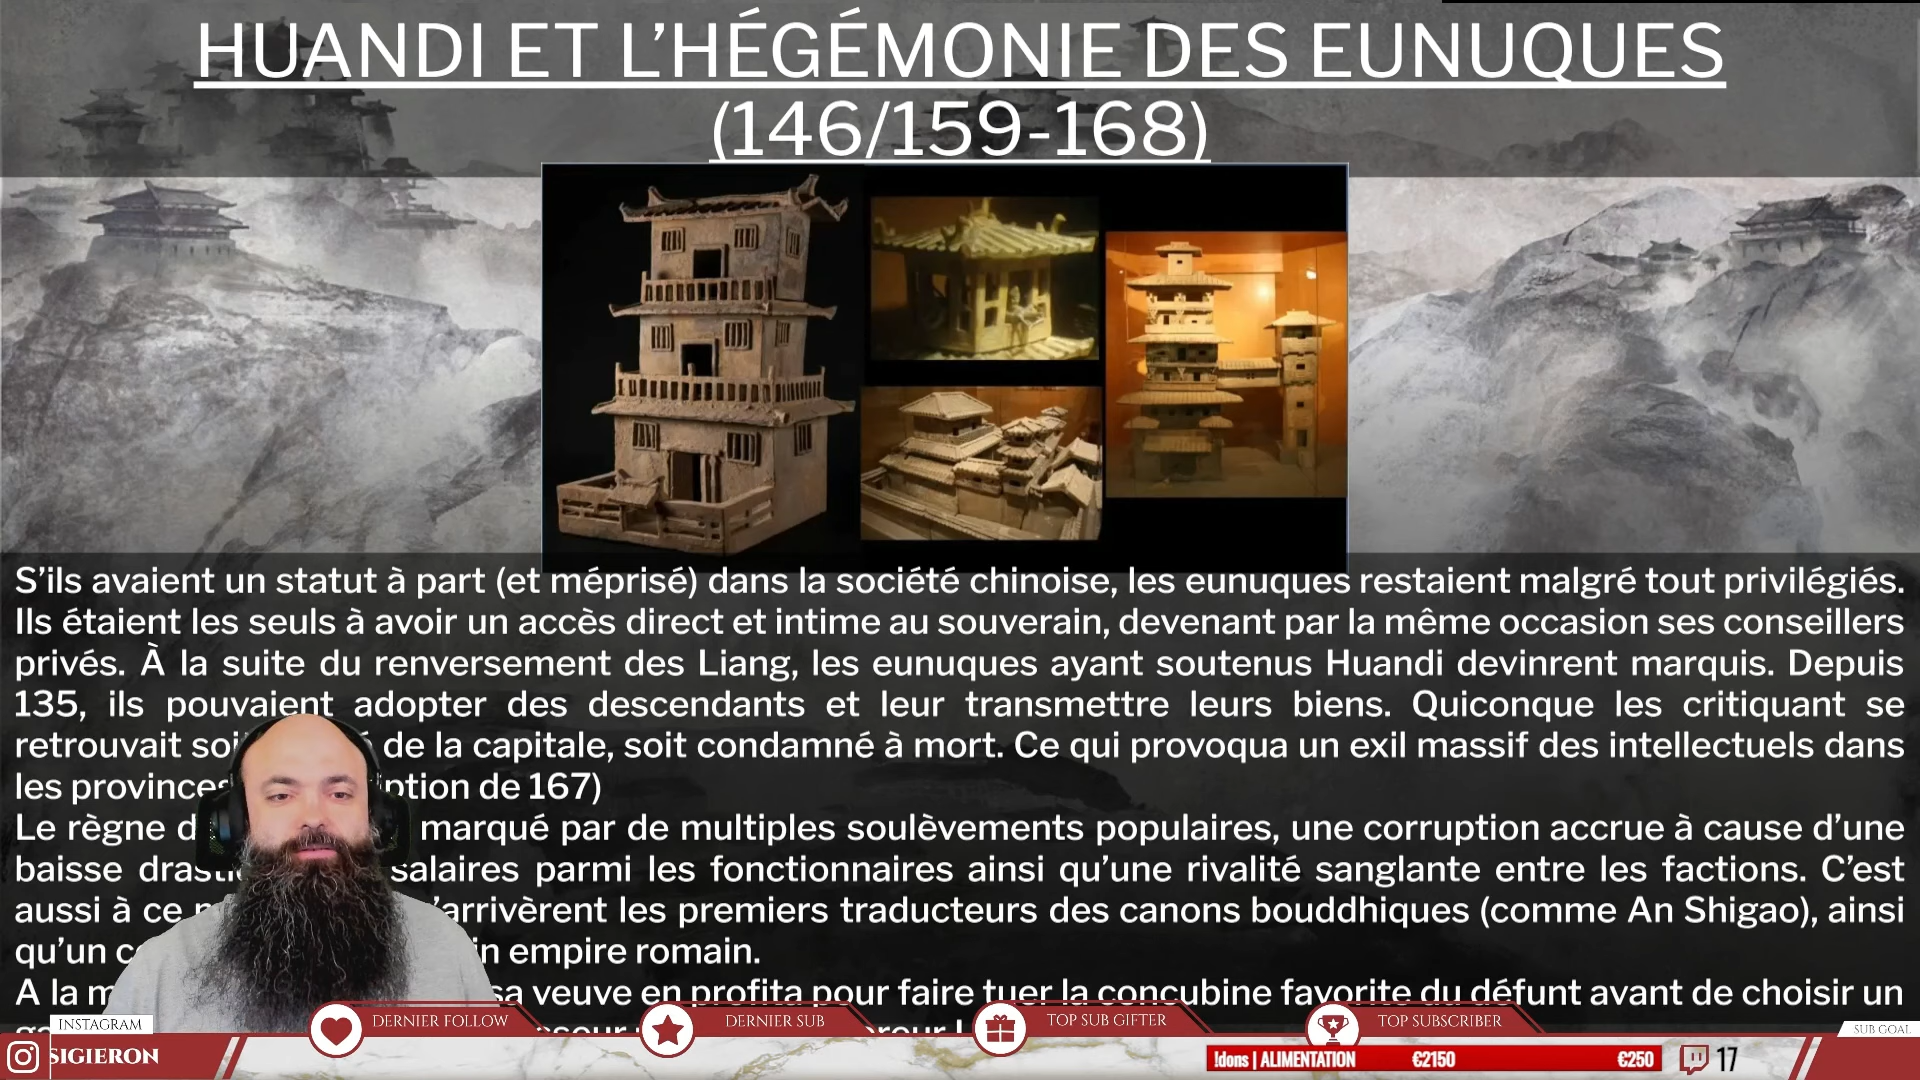 HUANDI ET L’HÉGÉMONIE DES EUNUQUES
(146/159-168)
S’ils avaient un statut à part (et méprisé) dans la société chinoise, les eunuques restaient malgré tout privilégiés.
Ils étaient les seuls à avoir un accès direct et intime au souverain, devenant par la même occasion ses conseillers
privés. À la suite du renversement des Liang, les eunuques ayant soutenus Huandi devinrent marquis. Depuis
135, ils pouvaient adopter des descendants et leur transmettre leurs biens. Quiconque les critiquant se
retrouvait de la capitale, soit condamné à mort. Ce qui provoqua un exil massif des intellectuels dans
les provinces de 167)
Le règne marqué par de multiples soulèvements populaires, une corruption accrue à cause d’une
baisse salaires parmi les fonctionnaires ainsi qu’une rivalité sanglante entre les factions. C’est
aussi à ce arrivèrent les premiers traducteurs des canons bouddhiques (comme An Shigao), ainsi
qu’un empire romain.
A la sa veuve en profita pour faire tuer la concubine favorite du défunt avant de choisir un
INSTAGRAM
SIGIERON
DERNIER FOLLOW
DERNIER SUB
TOP SUB GIFTER
TOP SUBSCRIBER
SUB GOAL
!dons | ALIMENTATION €2150 €250
17